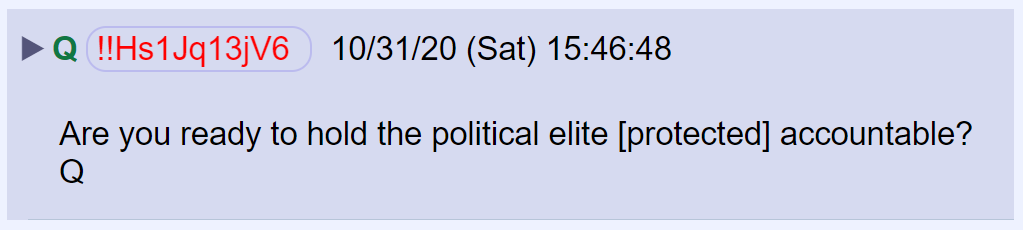 Q !!Hs1Jq13jV6 10/31/20 (Sat) 15:46:48
Are you ready to hold the political elite [protected] accountable?
Q